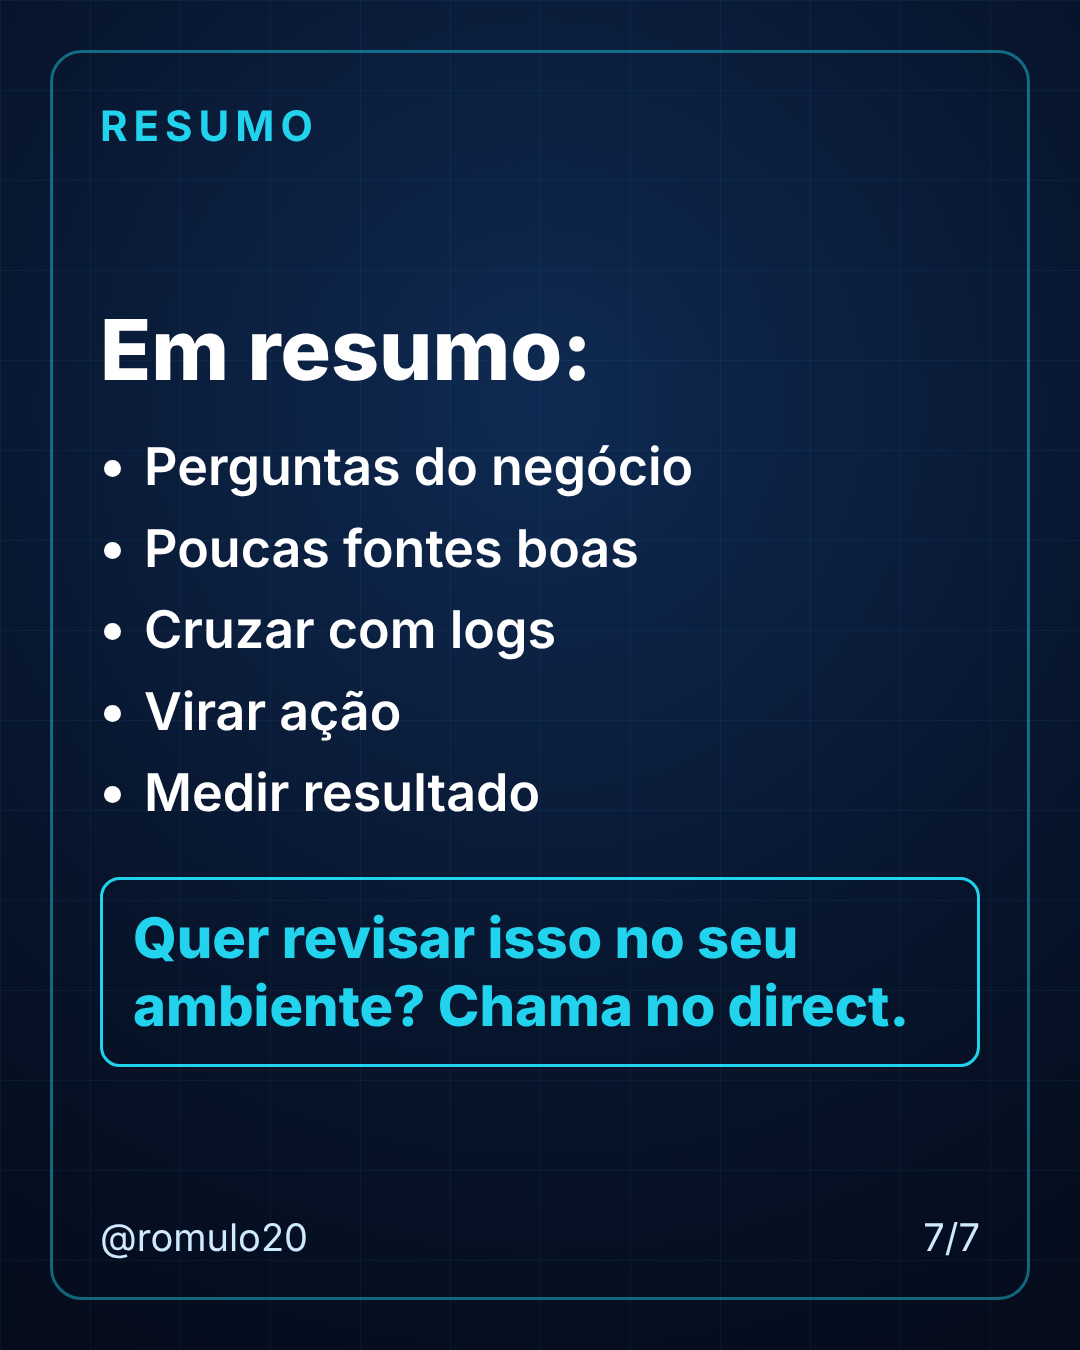 RESUMO
Em resumo:
• Perguntas do negócio
• Poucas fontes boas
• Cruzar com logs
• Virar ação
• Medir resultado
Quer revisar isso no seu
ambiente? Chama no direct.
@romulo20
7/7